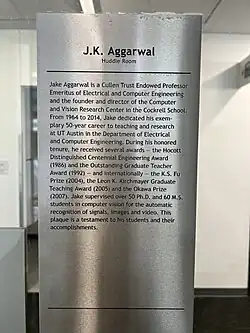 J.K. Aggarwal
Huddle Room
Jake Aggarwal is a Cullen Trust Endowed Professor
Emeritus of Electrical and Computer Engineering
and the founder and director of the Computer
and Vision Research Center in the Cockrell School.
From 1964 to 2014, Jake dedicated his exem-
plary 50-year career to teaching and research
at UT Austin in the Department of Electrical
and Computer Engineering. During his honored
tenure, he received several awards — the Hocott
Distinguished Centennial Engineering Award
(1986) and the Outstanding Graduate Teacher
Award (1992) — and internationally — the K.S. Fu
Prize (2004), the Leon K. Kirchmayer Graduate
Teaching Award (2005) and the Okawa Prize
(2007). Jake supervised over 50 Ph.D. and 60 M.S.
students in computer vision for the automatic
recognition of signals, images and video. This
plaque is a testament to his students and their
accomplishments.